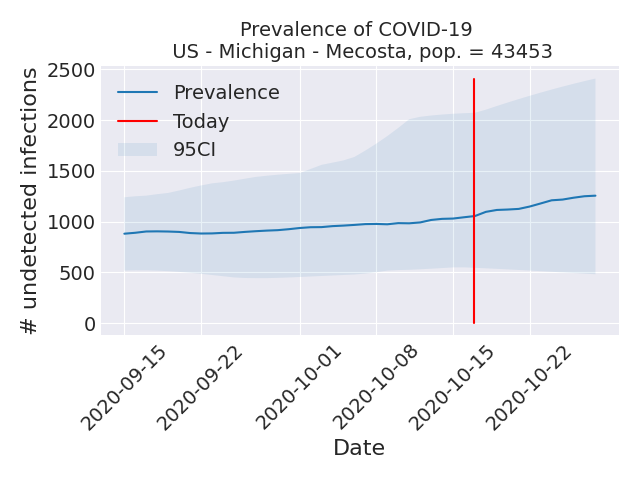 Prevalence of COVID-19
US - Michigan - Mecosta, pop. = 43453
# undetected infections
2500
2000
1500
1000
500
0
Prevalence
Today
95CI
2020-09-15
2020-09-22
2020-10-01
2020-10-08
2020-10-15
2020-10-22
Date